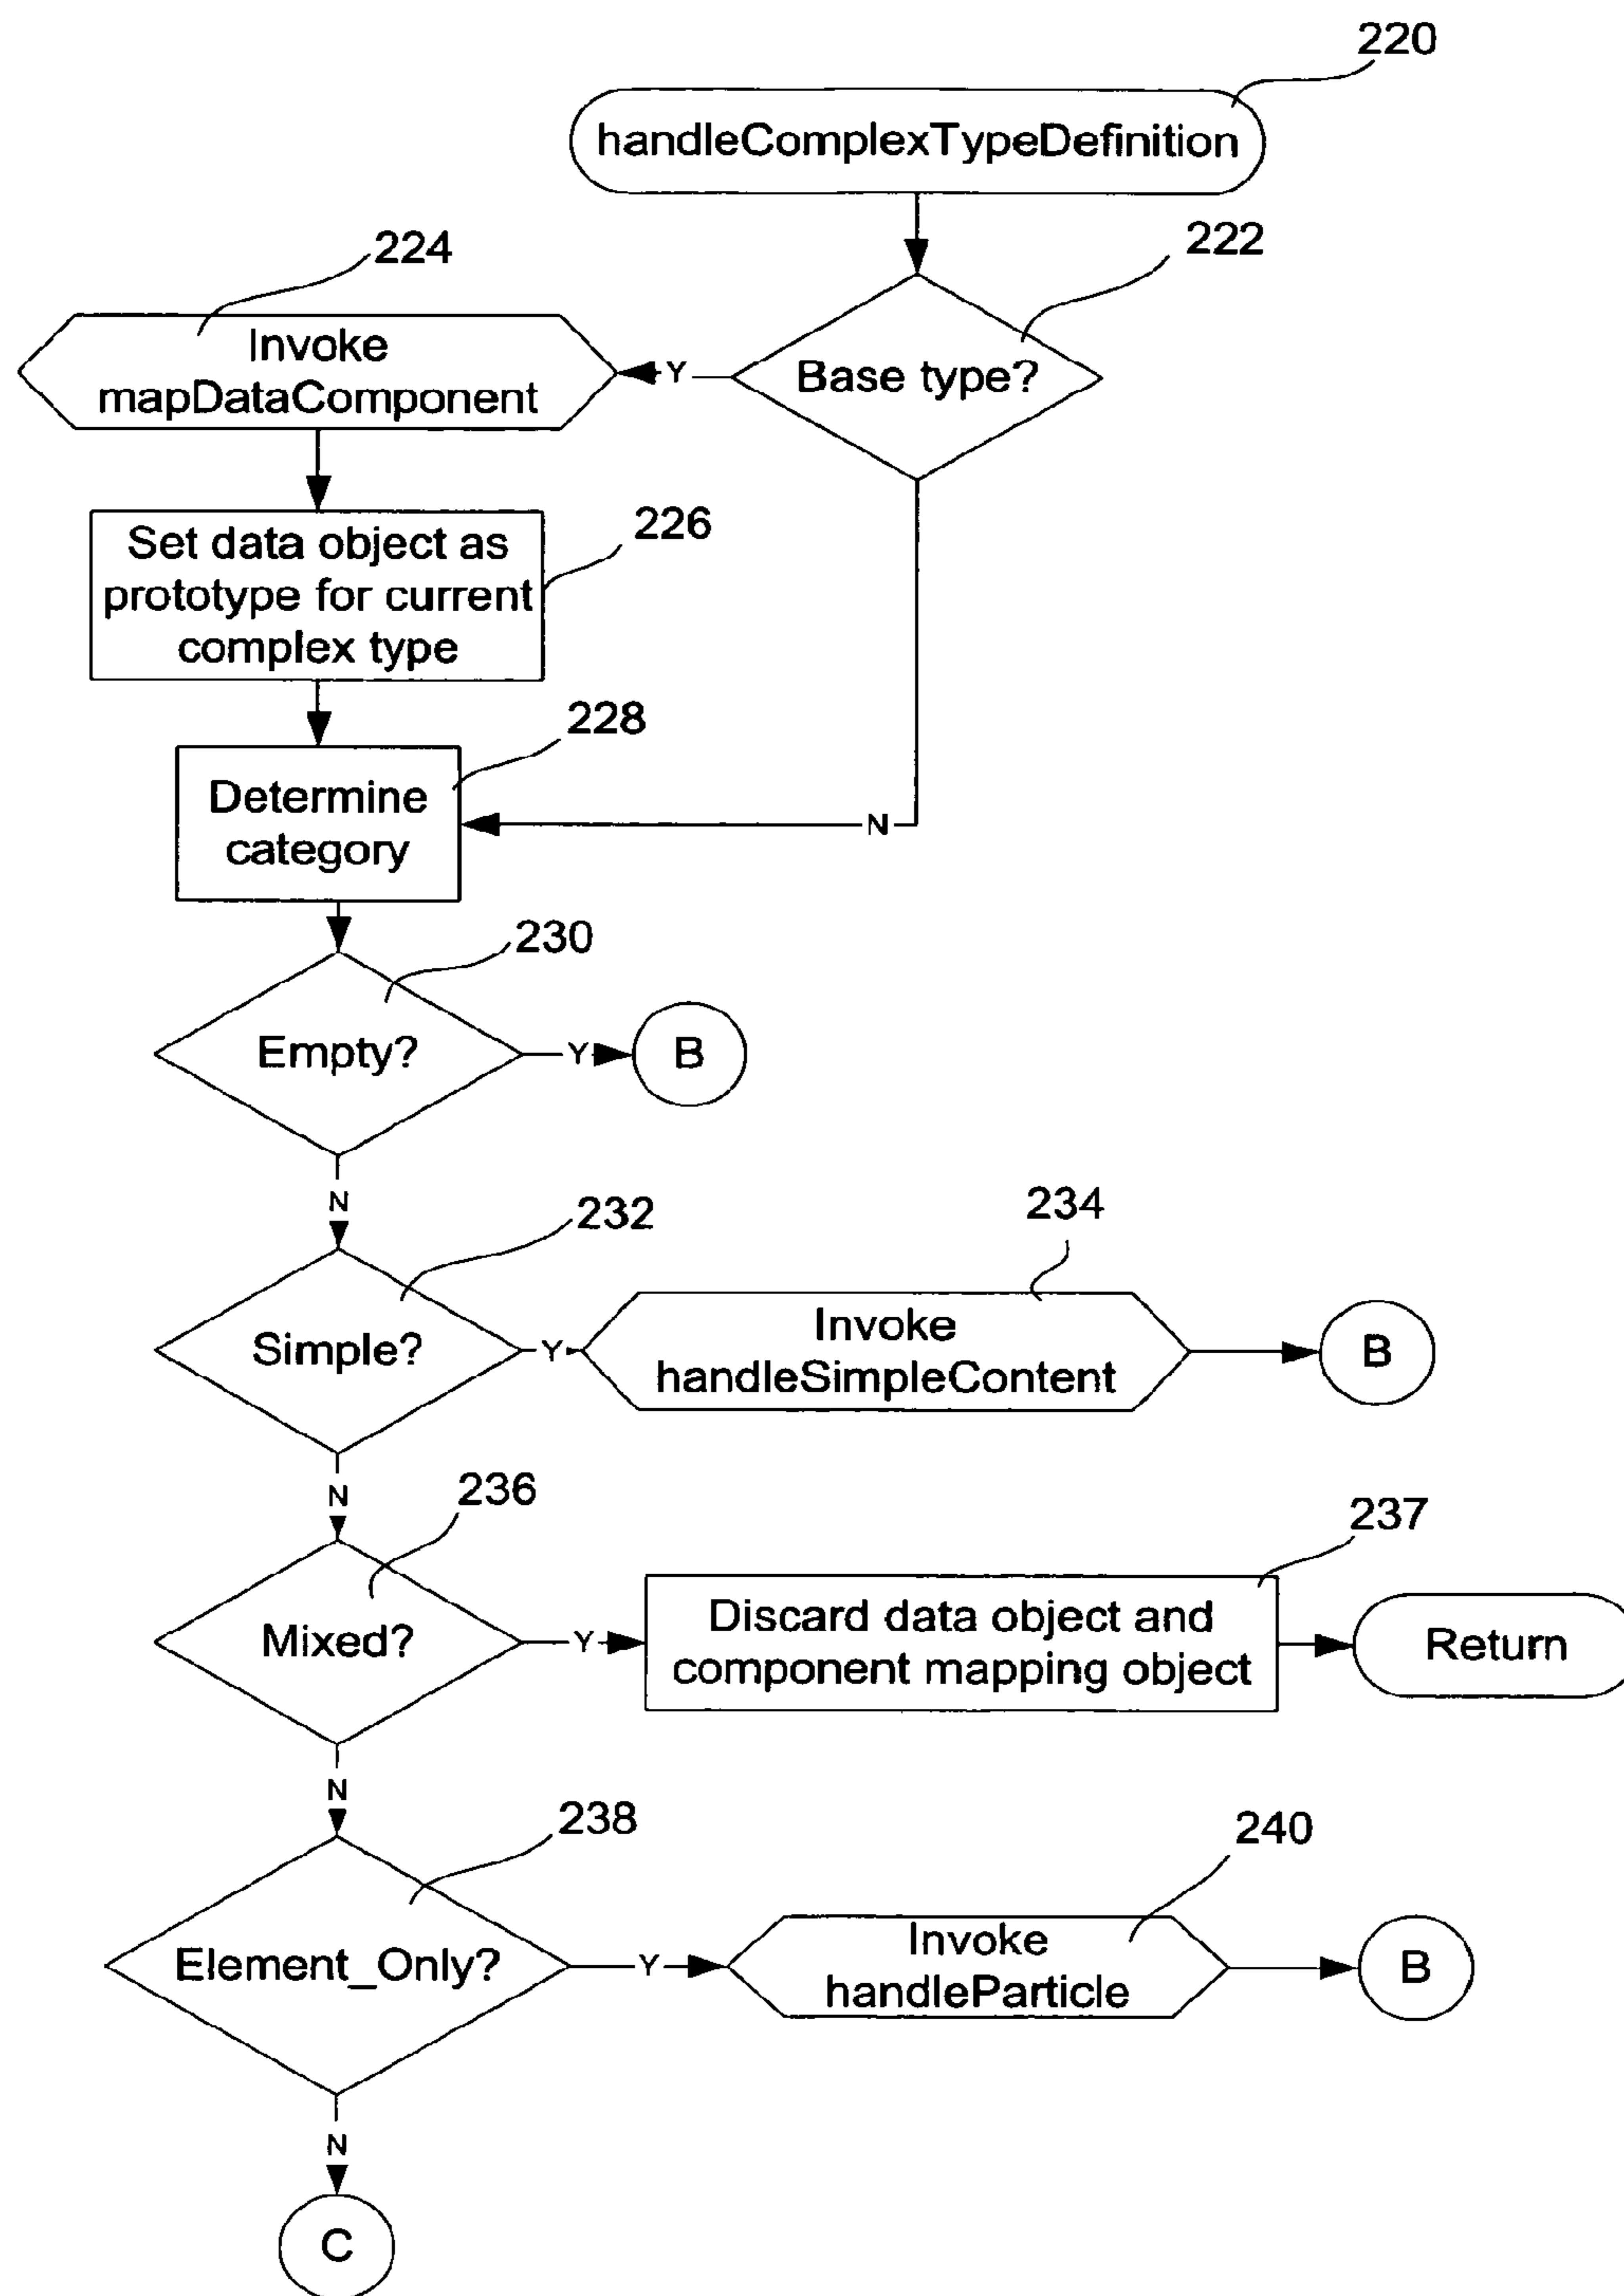 220
handleComplexTypeDefinition
222
224
Invoke
mapDataComponent
Y
Base type?
Set data object as
prototype for current
complex type
226
228
Determine
category
N
230
Empty?
Y
B
N
232
234
Simple?
Y
Invoke
handleSimpleContent
B
N
236
237
Mixed?
Y
Discard data object and
component mapping object
Return
N
238
240
Element_Only?
Y
Invoke
handleParticle
B
N
C